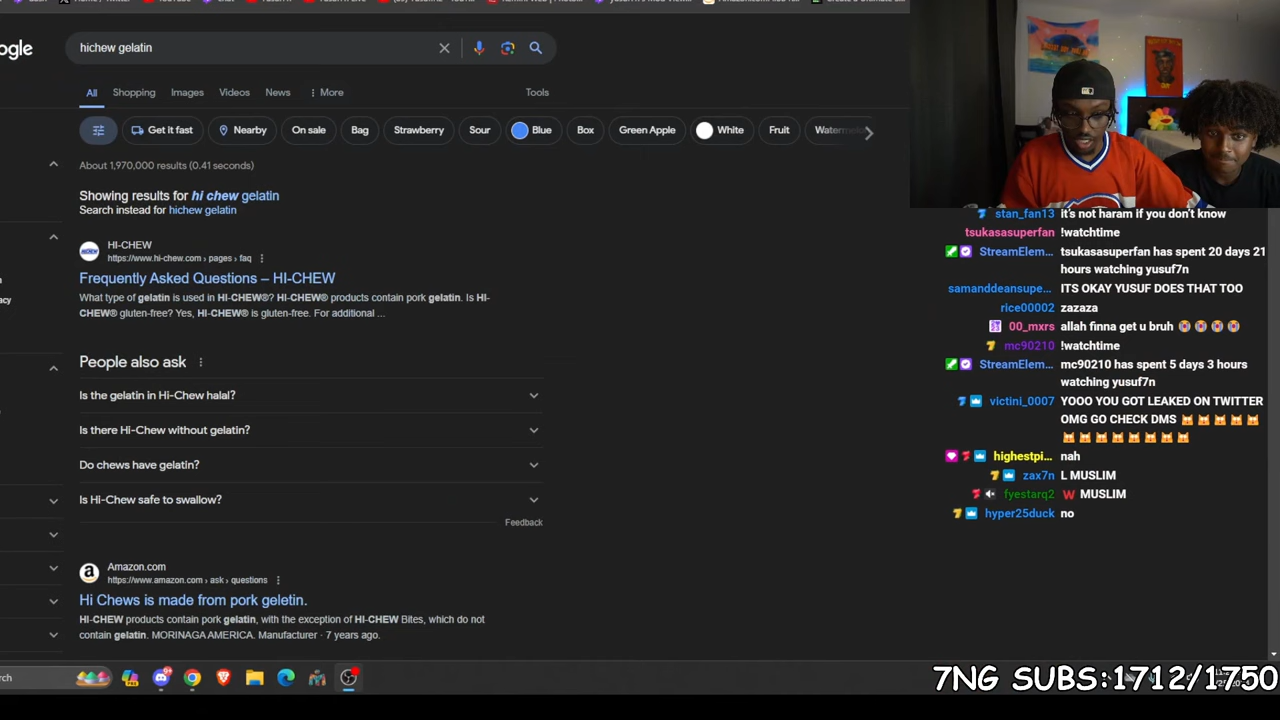 ogle
hichew gelatin
All Shopping Images Videos News More Tools
Get it fast Nearby On sale Bag Strawberry Sour Blue Box Green Apple White Fruit
About 1,970,000 results (0.41 seconds)
Showing results for hi chew gelatin
Search instead for hichew gelatin
HI-CHEW
https://www.hi-chew.com › pages › faq
Frequently Asked Questions – HI-CHEW
What type of gelatin is used in HI-CHEW®? HI-CHEW® products contain pork gelatin. Is HI-
CHEW® gluten-free? Yes, HI-CHEW® is gluten-free. For additional ...
People also ask
Is the gelatin in Hi-Chew halal?
Is there Hi-Chew without gelatin?
Do chews have gelatin?
Is Hi-Chew safe to swallow?
Feedback
Amazon.com
https://www.amazon.com › ask › questions
Hi Chews is made from pork geletin.
HI-CHEW products contain pork gelatin, with the exception of HI-CHEW Bites, which do not
contain gelatin. MORINAGA AMERICA. Manufacturer · 7 years ago.
stan_fan13 it's not haram if you don't know
tsukasasuperfan !watchtime
StreamElem... tsukasasuperfan has spent 20 days 21
hours watching yusuf7n
samanddeansupe... ITS OKAY YUSUF DOES THAT TOO
rice00002 zazaza
00_mxrs allah finna get u bruh
mc90210 !watchtime
StreamElem... mc90210 has spent 5 days 3 hours
watching yusuf7n
victini_0007 YOOO YOU GOT LEAKED ON TWITTER
OMG GO CHECK DMS
highestpi... nah
zax7n L MUSLIM
fyestarq2 W MUSLIM
hyper25duck no
7NG SUBS:1712/1750